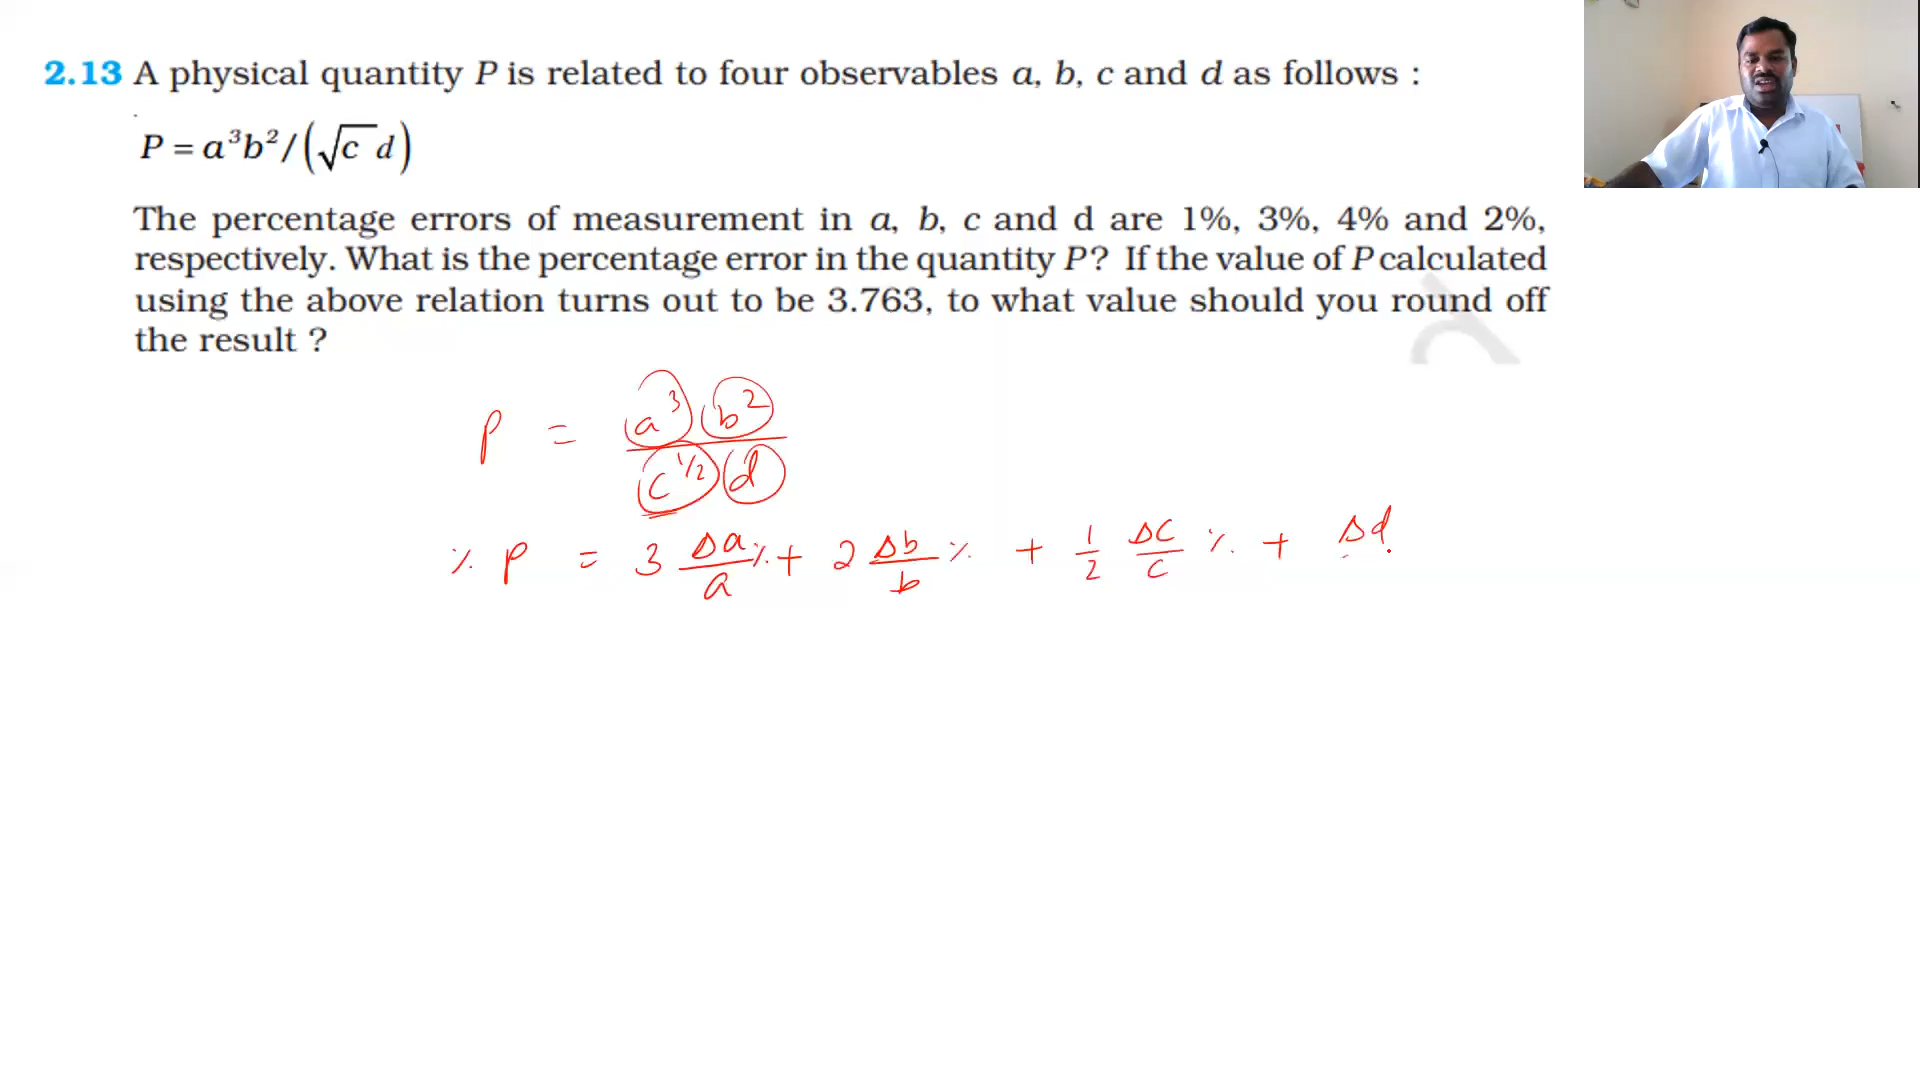 2.13 A physical quantity P is related to four observables a, b, c and d as follows :
P = a³b²/(√c d)
The percentage errors of measurement in a, b, c and d are 1%, 3%, 4% and 2%,
respectively. What is the percentage error in the quantity P? If the value of P calculated
using the above relation turns out to be 3.763, to what value should you round off
the result ?
P = a³ b² / c^1/2 d
% P = 3 Δa/a % + 2 Δb/b % + 1/2 Δc/c % + Δd